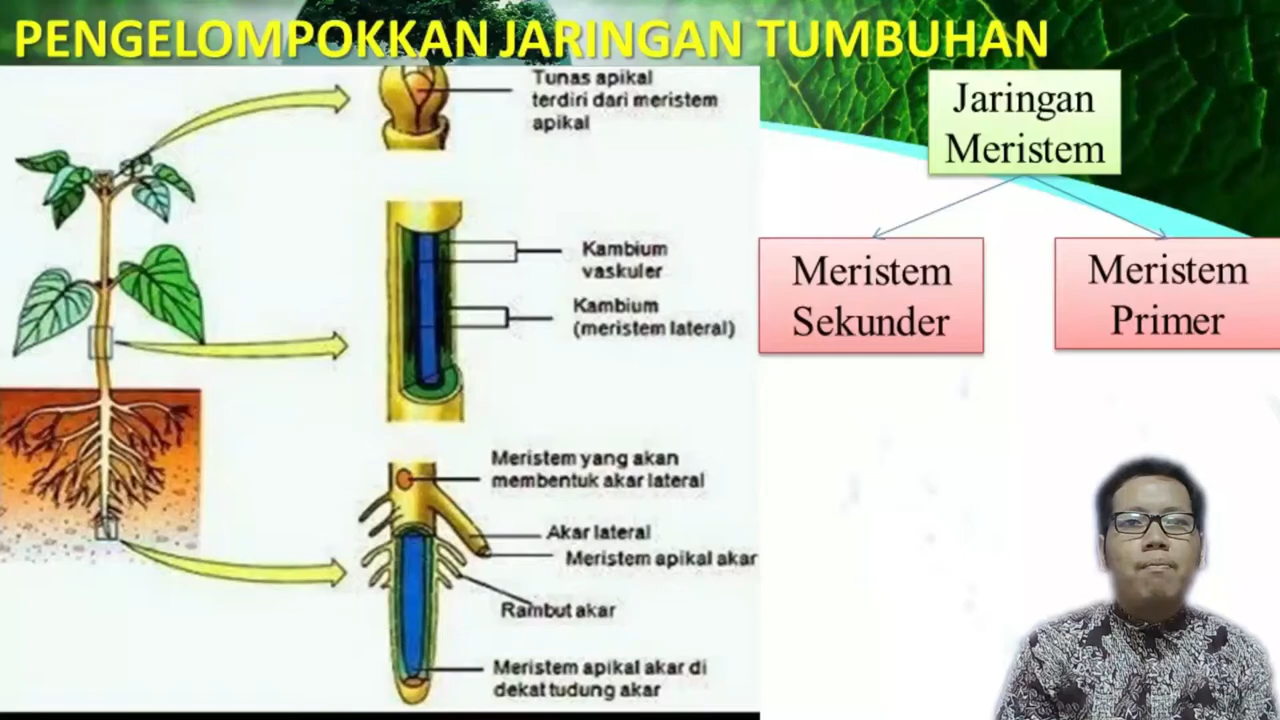 PENGELOMPOKKAN JARINGAN TUMBUHAN
Tunas apikal
terdiri dari meristem
apikal
Kambium
vaskuler
Kambium
(meristem lateral)
Meristem yang akan
membentuk akar lateral
Akar lateral
Meristem apikal akar
Rambut akar
Meristem apikal akar di
dekat tudung akar
Jaringan
Meristem
Meristem
Sekunder
Meristem
Primer